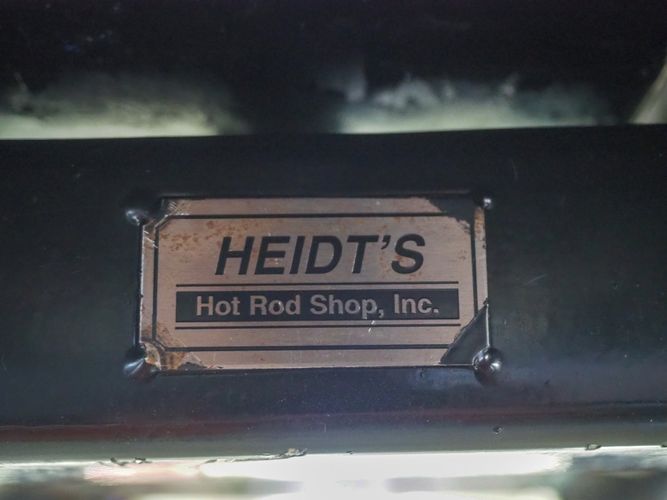 HEIDT'S
Hot Rod Shop, Inc.